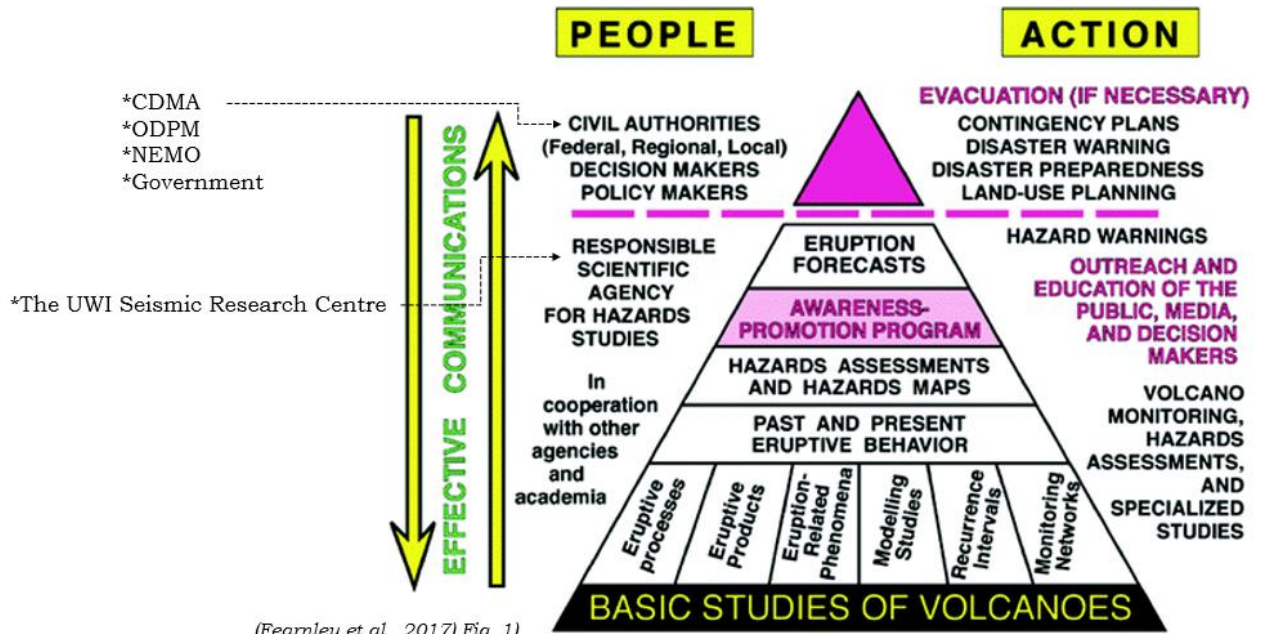 PEOPLE
ACTION
*CDMA
*ODPM
*NEMO
*Government
*The UWI Seismic Research Centre
EFFECTIVE COMMUNICATIONS
CIVIL AUTHORITIES
(Federal, Regional, Local)
DECISION MAKERS
POLICY MAKERS
EVACUATION (IF NECESSARY)
CONTINGENCY PLANS
DISASTER WARNING
DISASTER PREPAREDNESS
LAND-USE PLANNING
RESPONSIBLE
SCIENTIFIC
AGENCY
FOR HAZARDS
STUDIES
In
cooperation
with other
agencies
and
academia
ERUPTION
FORECASTS
AWARENESS-
PROMOTION PROGRAM
HAZARDS ASSESSMENTS
AND HAZARDS MAPS
PAST AND PRESENT
ERUPTIVE BEHAVIOR
Eruptive
processes
Eruptive
Products
Eruption-
Related
Phenomena
Modelling
Studies
Recurrence
Intervals
Monitoring
Networks
BASIC STUDIES OF VOLCANOES
HAZARD WARNINGS
OUTREACH AND
EDUCATION OF THE
PUBLIC, MEDIA,
AND DECISION
MAKERS
VOLCANO
MONITORING,
HAZARDS
ASSESSMENTS,
AND
SPECIALIZED
STUDIES
(Fearnley et al., 2017) Fig. 1)